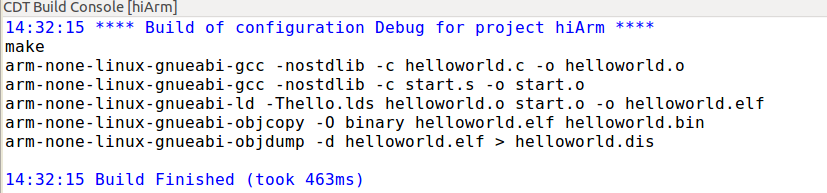 CDT Build Console [hiArm]
14:32:15 **** Build of configuration Debug for project hiArm ****
make
arm-none-linux-gnueabi-gcc -nostdlib -c helloworld.c -o helloworld.o
arm-none-linux-gnueabi-gcc -nostdlib -c start.s -o start.o
arm-none-linux-gnueabi-ld -Thello.lds helloworld.o start.o -o helloworld.elf
arm-none-linux-gnueabi-objcopy -O binary helloworld.elf helloworld.bin
arm-none-linux-gnueabi-objdump -d helloworld.elf > helloworld.dis
14:32:15 Build Finished (took 463ms)